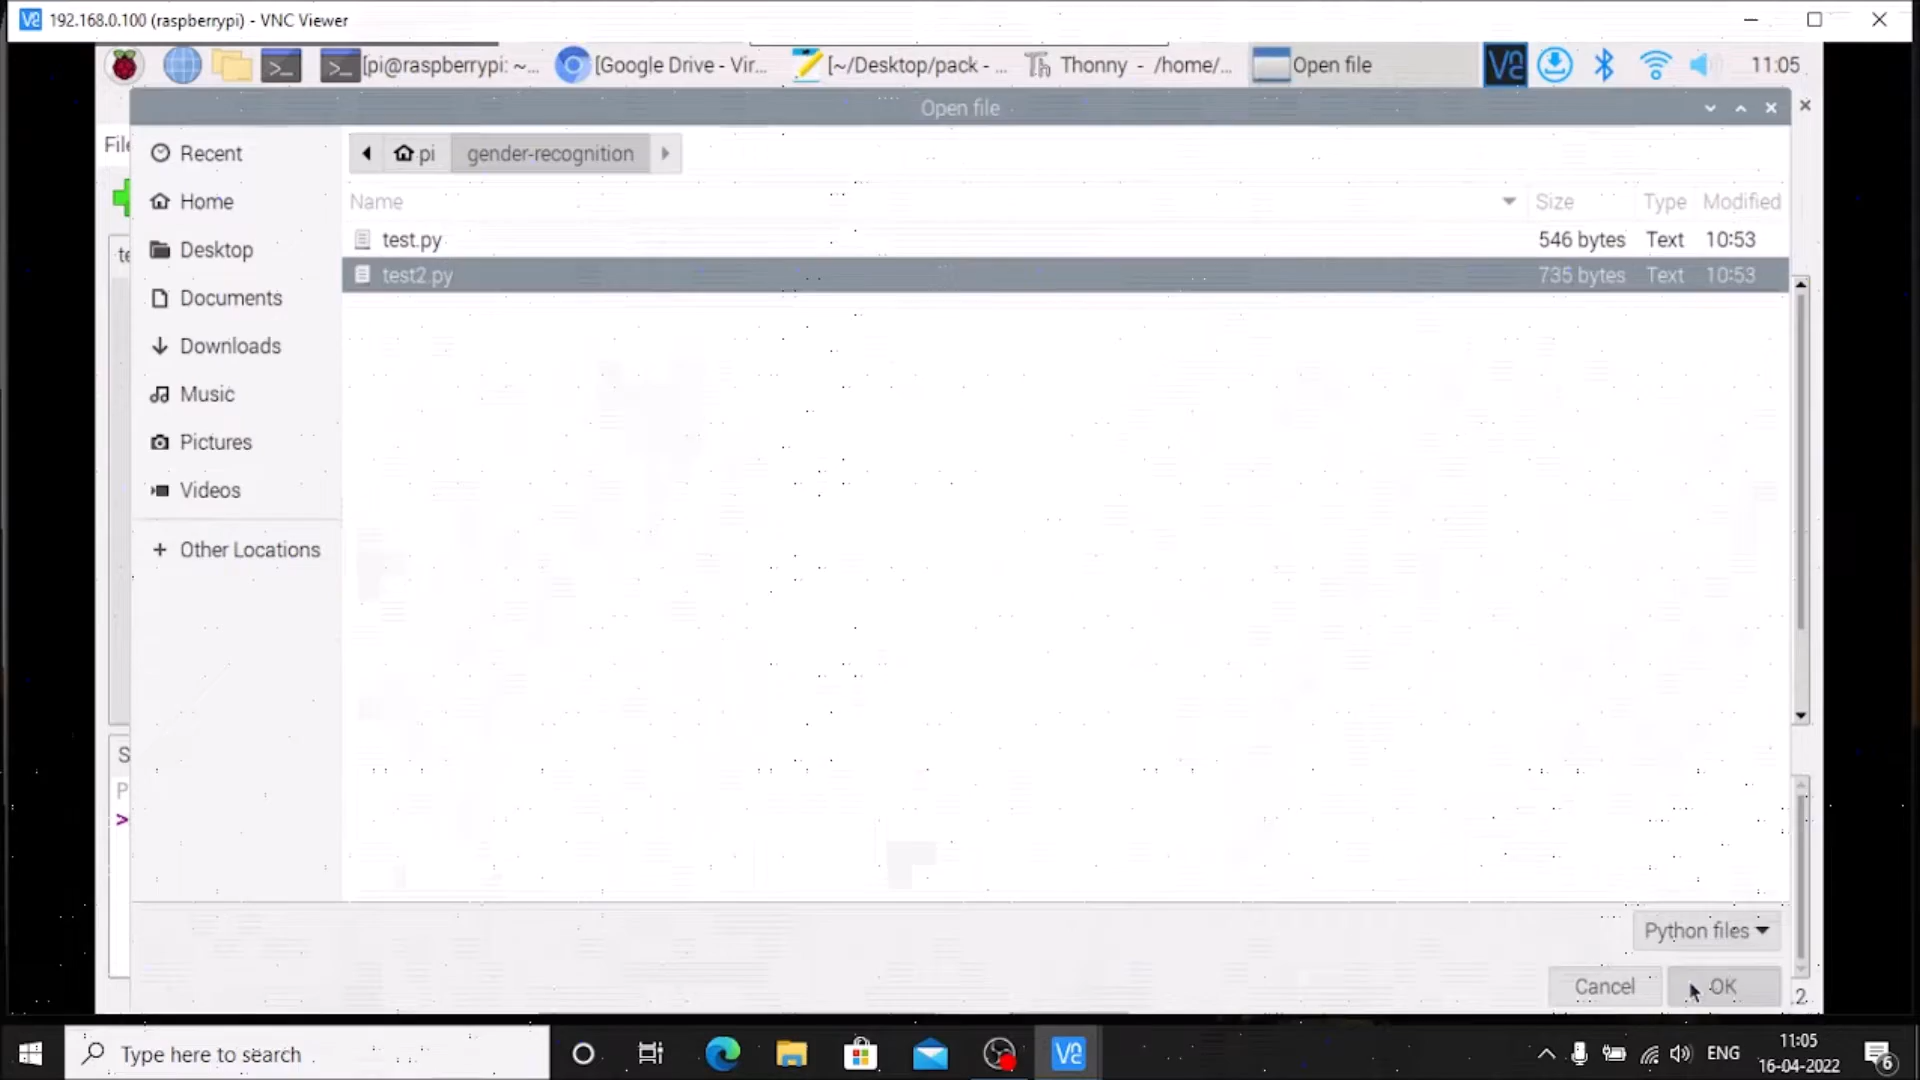 192.168.0.100 (raspberrypi) - VNC Viewer
[pi@raspberrypi: ~... [Google Drive - Vir... [~/Desktop/pack - ... Thonny - /home/... Open file 11:05
Open file
File
Recent
Home
Desktop
Documents
Downloads
Music
Pictures
Videos
Other Locations
pi gender-recognition
Name Size Type Modified
test.py 546 bytes Text 10:53
test2.py 735 bytes Text 10:53
te
S
P
>
Python files
Cancel OK
.2
Type here to search
ENG
11:05
16-04-2022
6